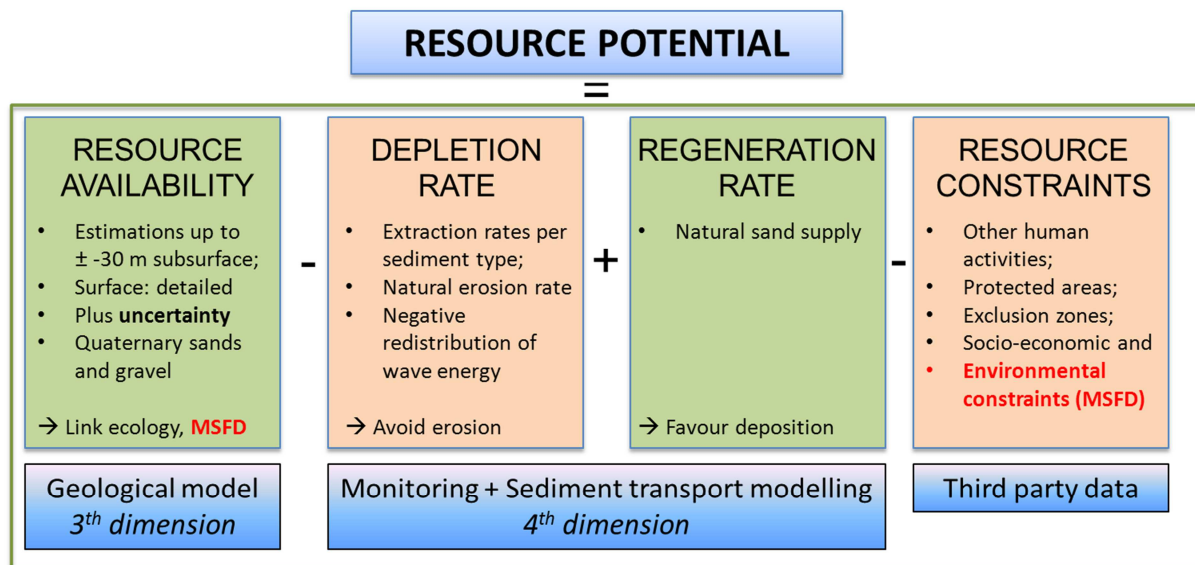 RESOURCE POTENTIAL
=
RESOURCE
AVAILABILITY
• Estimations up to
± -30 m subsurface;
• Surface: detailed
• Plus uncertainty
• Quaternary sands
and gravel
→ Link ecology, MSFD
-
DEPLETION
RATE
• Extraction rates per
sediment type;
• Natural erosion rate
• Negative
redistribution of
wave energy
→ Avoid erosion
+
REGENERATION
RATE
• Natural sand supply
→ Favour deposition
-
RESOURCE
CONSTRAINTS
• Other human
activities;
• Protected areas;
• Exclusion zones;
• Socio-economic and
• Environmental
constraints (MSFD)
Geological model
3th dimension
Monitoring + Sediment transport modelling
4th dimension
Third party data